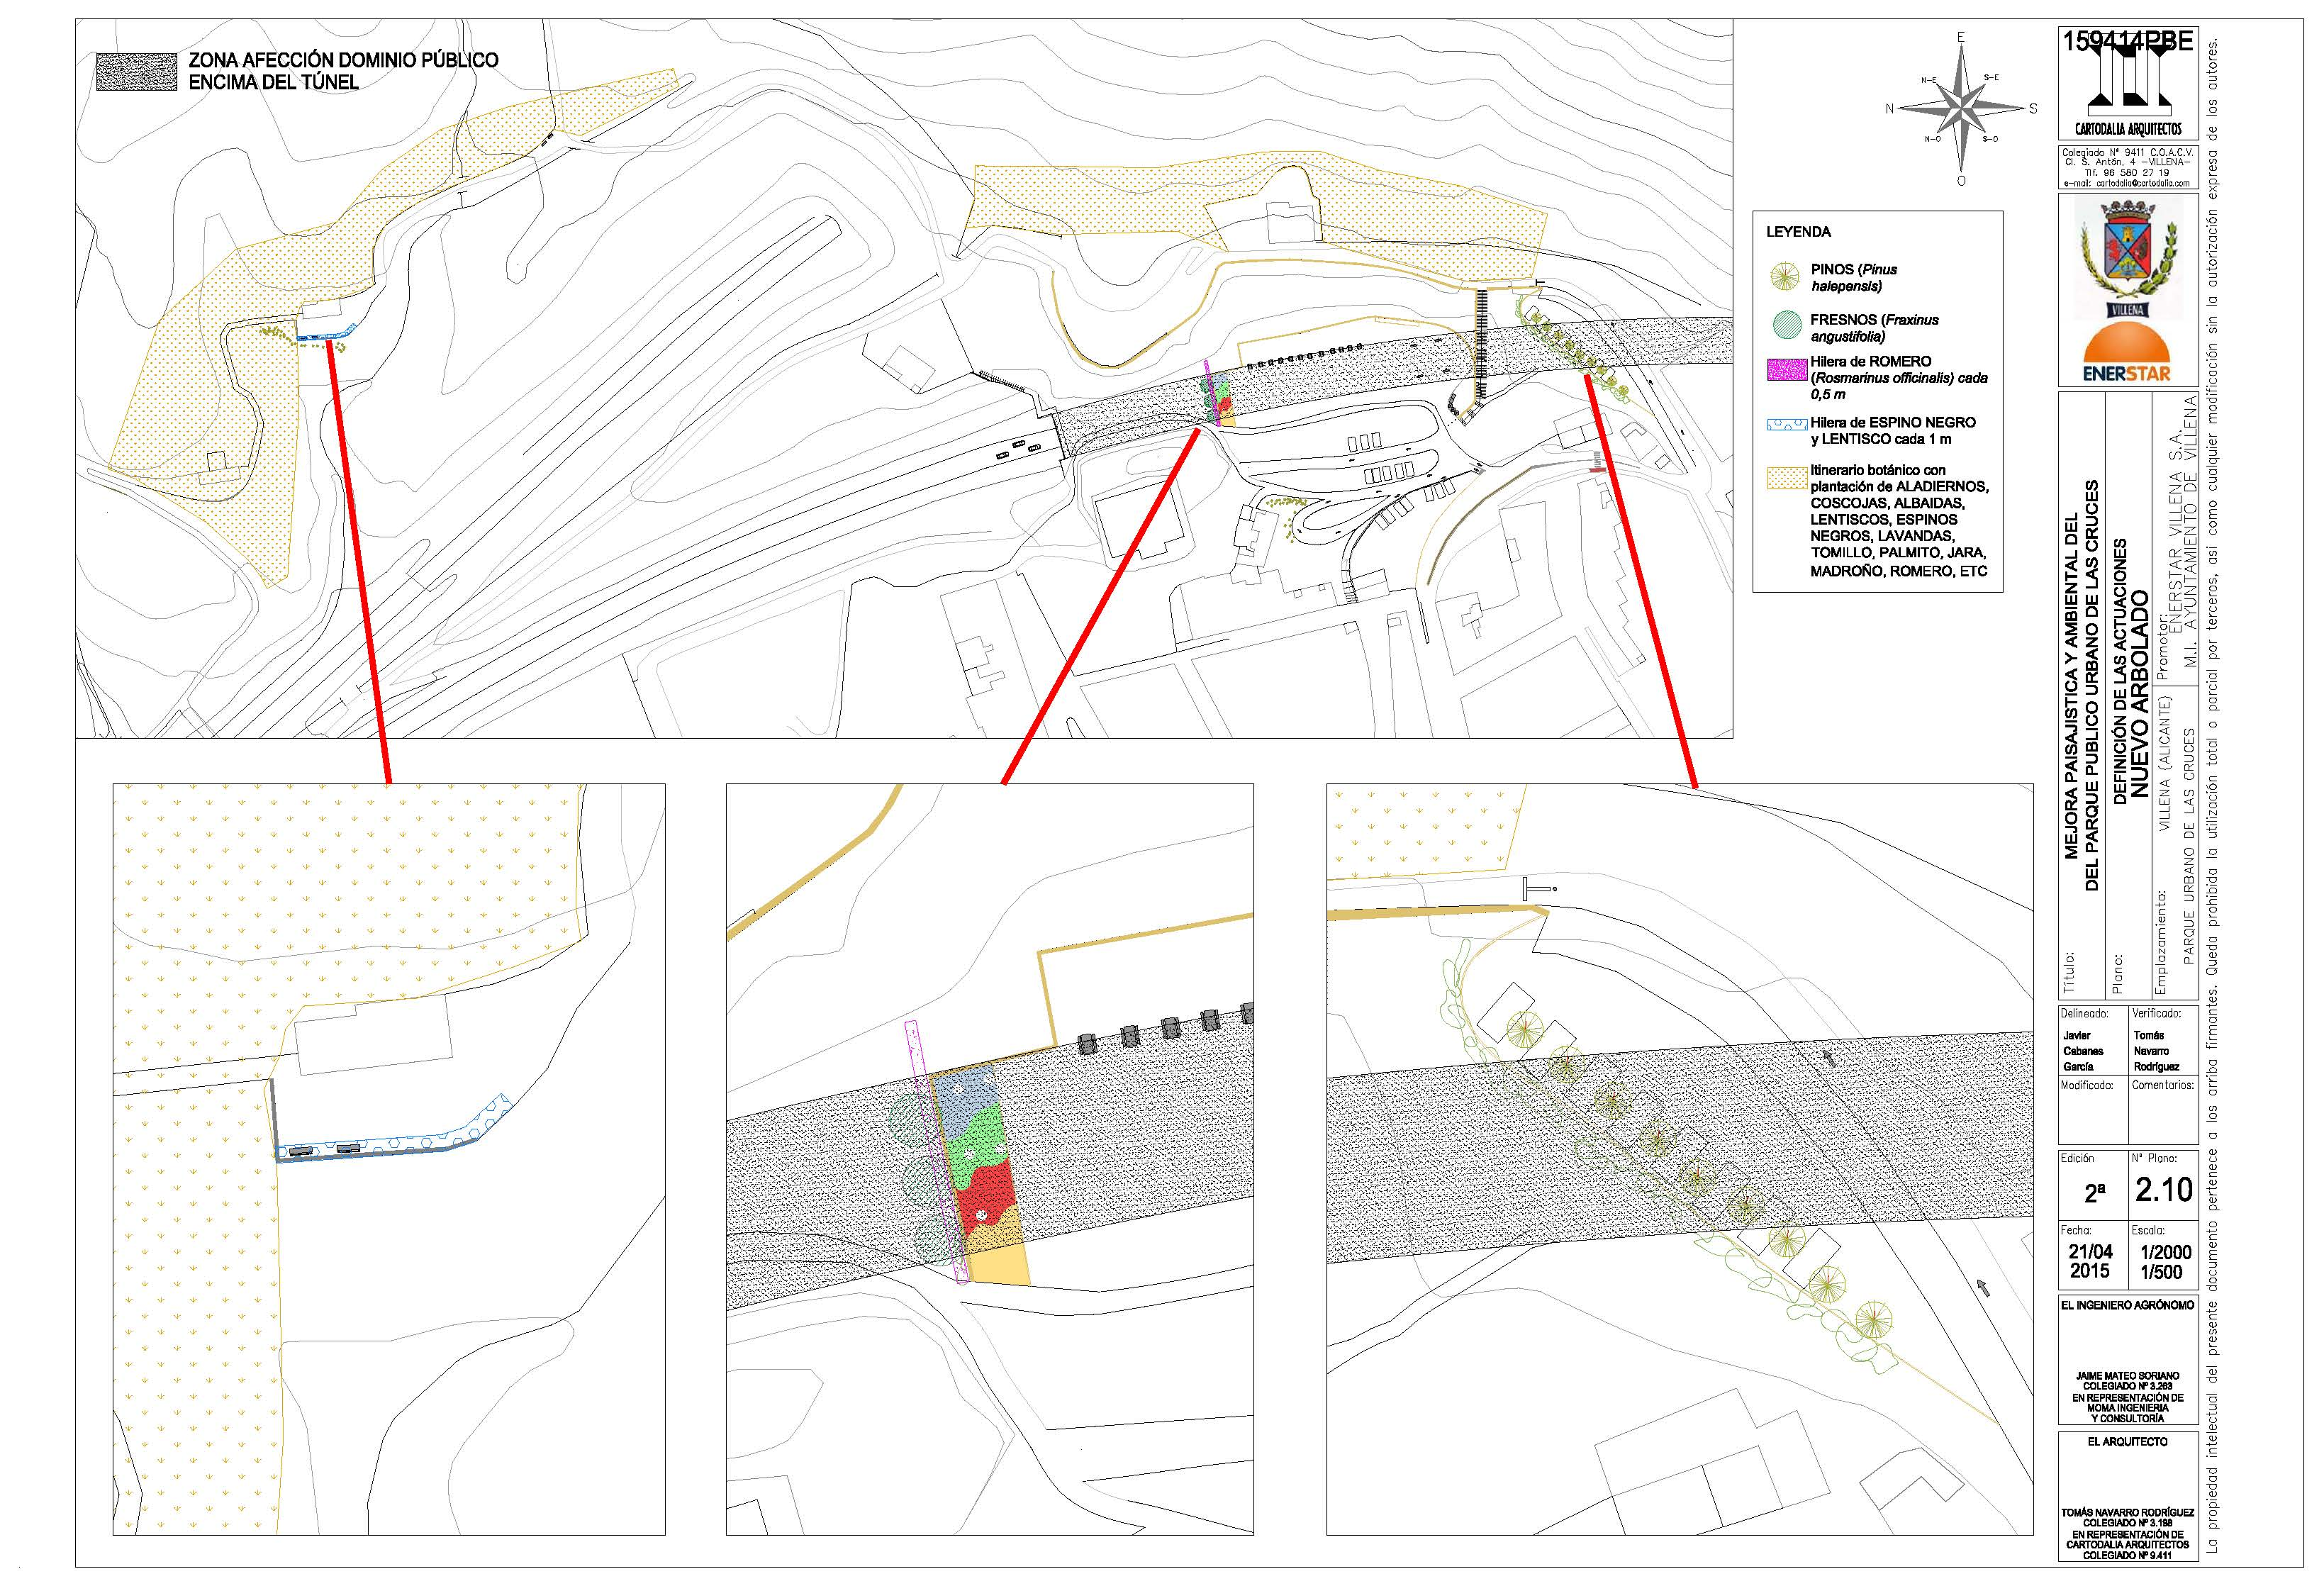 ZONA AFECCIÓN DOMINIO PÚBLICO
ENCIMA DEL TÚNEL
E
N-E
S-E
N
S
N-O
S-O
O
LEYENDA
PINOS (Pinus
halepensis)
FRESNOS (Fraxinus
angustifolia)
Hilera de ROMERO
(Rosmarinus officinalis) cada
0,5 m
Hilera de ESPINO NEGRO
y LENTISCO cada 1 m
Itinerario botánico con
plantación de ALADIERNOS,
COSCOJAS, ALBAIDAS,
LENTISCOS, ESPINOS
NEGROS, LAVANDAS,
TOMILLO, PALMITO, JARA,
MADROÑO, ROMERO, ETC
159414PBE
CARTODALIA ARQUITECTOS
Colegiado Nº 9411 C.O.A.C.V.
Cl. S. Antón, 4 -VILLENA-
Tlf. 96 580 27 19
e-mail: cartodalia@cartodalia.com
VILLENA
ENERSTAR
Título:
MEJORA PAISAJISTICA Y AMBIENTAL DEL
DEL PARQUE PUBLICO URBANO DE LAS CRUCES
Plano:
DEFINICIÓN DE LAS ACTUACIONES
NUEVO ARBOLADO
Emplazamiento:
VILLENA (ALICANTE)
PARQUE URBANO DE LAS CRUCES
Promotor:
ENERSTAR VILLENA S.A.
M.I. AYUNTAMIENTO DE VILLENA
Delineado:
Javier
Cabanes
García
Verificado:
Tomás
Navarro
Rodríguez
Modificado:
Comentarios:
Edición
2ª
Nº Plano:
2.10
Fecha:
21/04
2015
Escala:
1/2000
1/500
EL INGENIERO AGRÓNOMO
JAIME MATEO SORIANO
COLEGIADO Nº 3.263
EN REPRESENTACIÓN DE
MOMA INGENIERIA
Y CONSULTORÍA
EL ARQUITECTO
TOMÁS NAVARRO RODRÍGUEZ
COLEGIADO Nº 3.198
EN REPRESENTACIÓN DE
CARTODALIA ARQUITECTOS
COLEGIADO Nº 9.411
La propiedad intelectual del presente documento pertenece a los arriba firmantes. Queda prohibida la utilización total o parcial por terceros, así como cualquier modificación sin la autorización expresa de los autores.